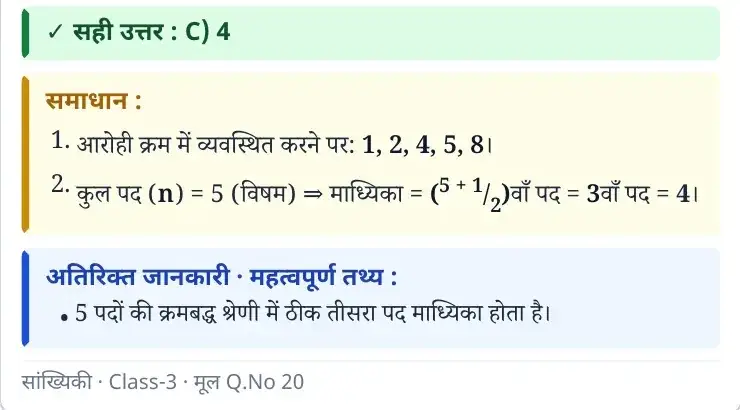 ✓ सही उत्तर : C) 4
समाधान :
1. आरोही क्रम में व्यवस्थित करने पर: 1, 2, 4, 5, 8।
2. कुल पद (n) = 5 (विषम) ⇒ माध्यिका = (5 + 1/2)वाँ पद = 3वाँ पद = 4।
अतिरिक्त जानकारी · महत्वपूर्ण तथ्य :
• 5 पदों की क्रमबद्ध श्रेणी में ठीक तीसरा पद माध्यिका होता है।
सांख्यिकी · Class-3 · मूल Q.No 20